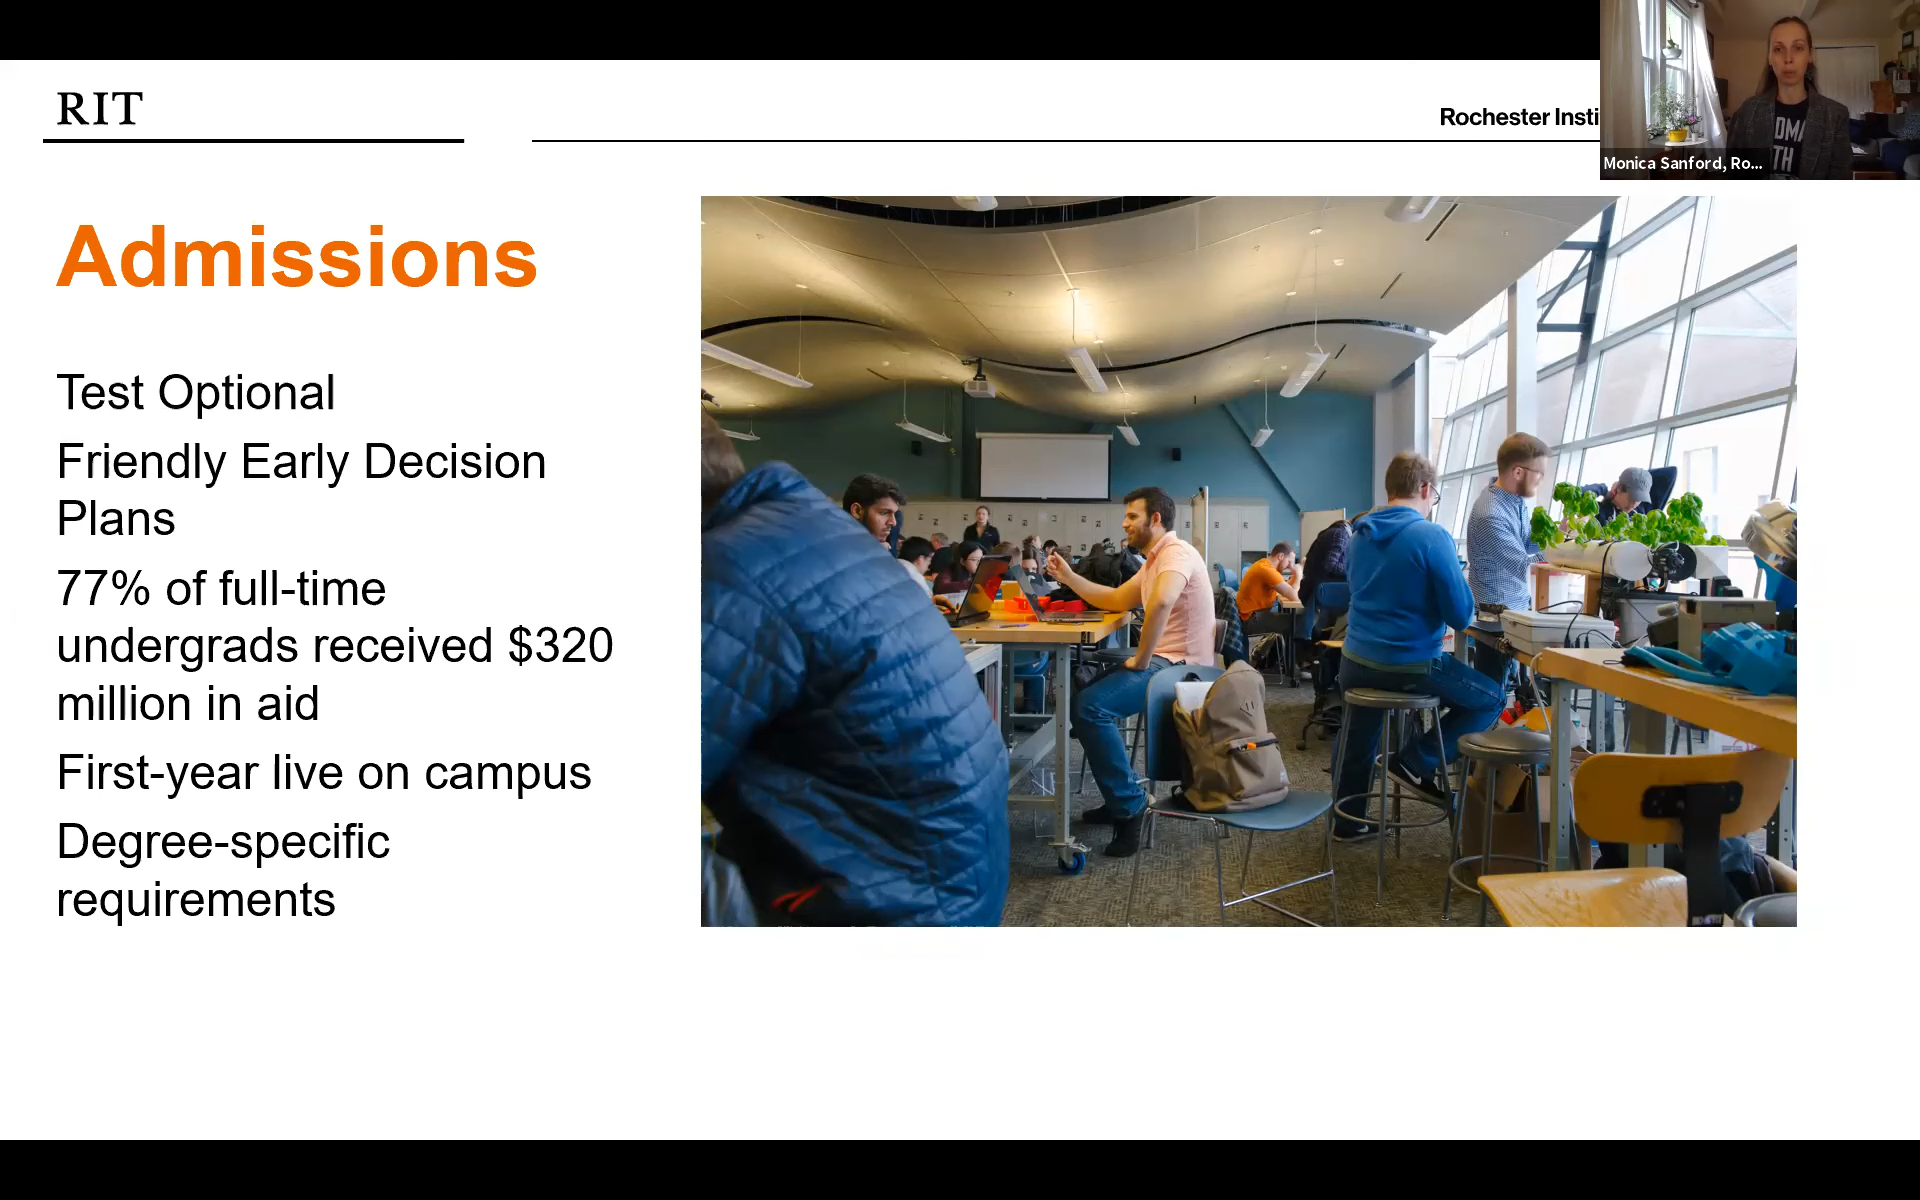 RIT
Rochester Insti
Monica Sanford, Ro...
Admissions
Test Optional
Friendly Early Decision
Plans
77% of full-time
undergrads received $320
million in aid
First-year live on campus
Degree-specific
requirements